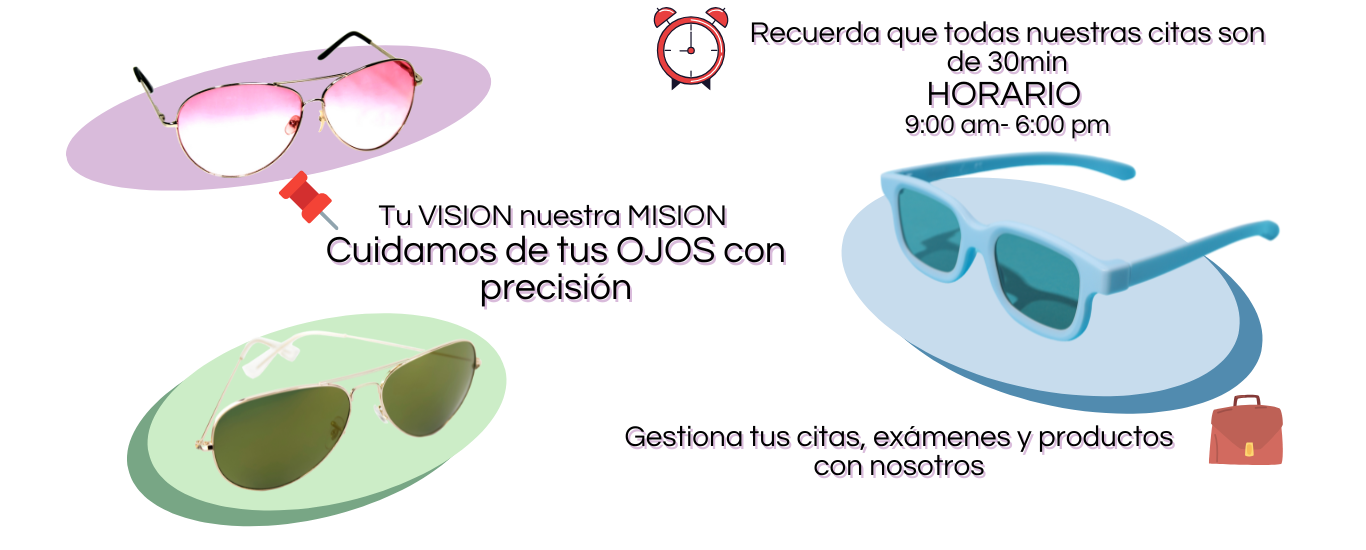 Recuerda que todas nuestras citas son
de 30min
HORARIO
9:00 am- 6:00 pm
Tu VISION nuestra MISION
Cuidamos de tus OJOS con
precisión
Gestiona tus citas, exámenes y productos
con nosotros